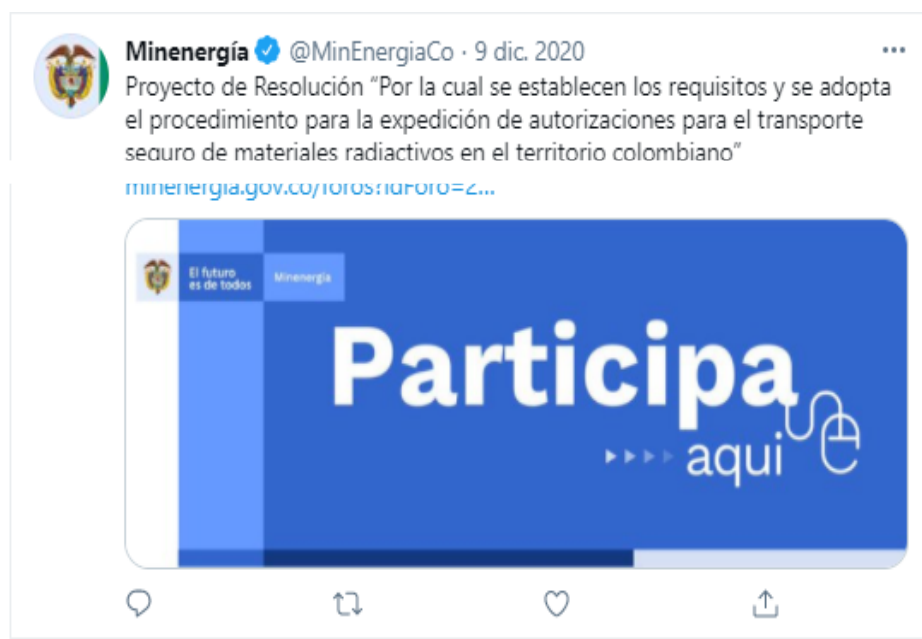 Minenergía @MinEnergiaCo · 9 dic. 2020
Proyecto de Resolución “Por la cual se establecen los requisitos y se adopta
el procedimiento para la expedición de autorizaciones para el transporte
seguro de materiales radiactivos en el territorio colombiano”
minenergia.gov.co/foros?idForo=2...
El futuro
es de todos
Minenergía
Participa
aqui